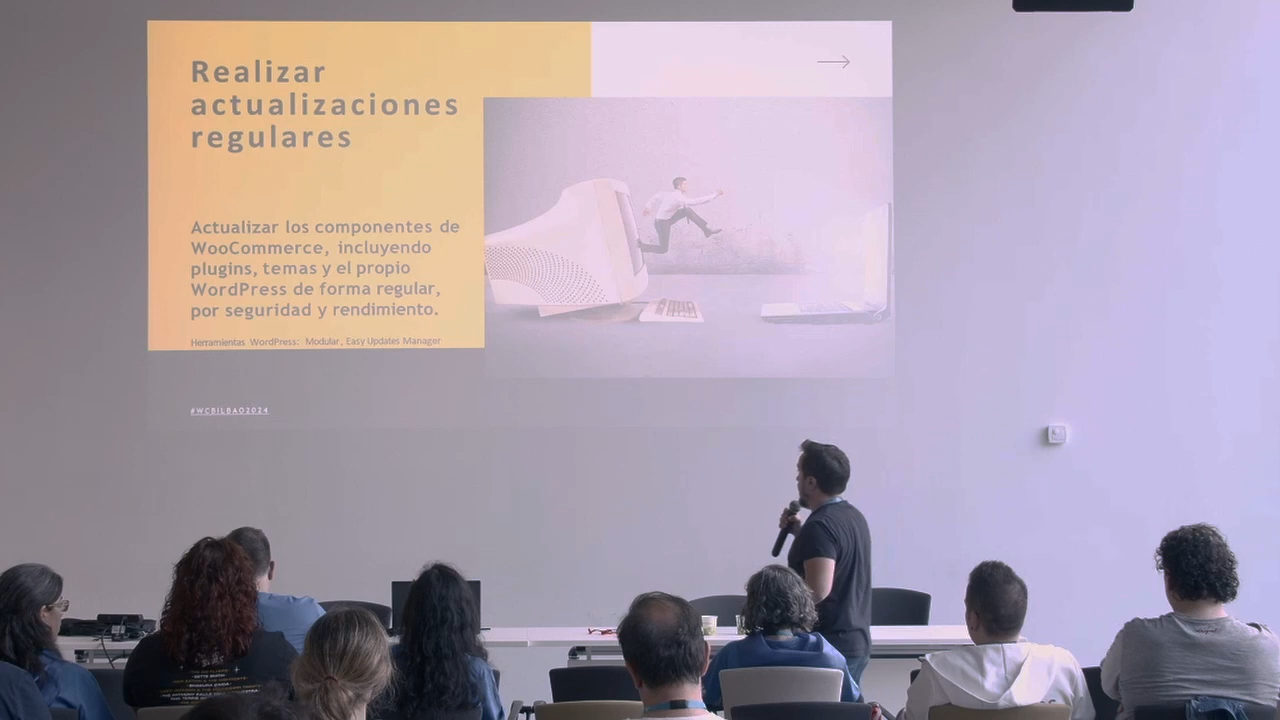 Realizar
actualizaciones
regulares
Actualizar los componentes de
WooCommerce, incluyendo
plugins, temas y el propio
WordPress de forma regular,
por seguridad y rendimiento.
Herramientas WordPress: Modular, Easy Updates Manager
#WCBILBAO2024